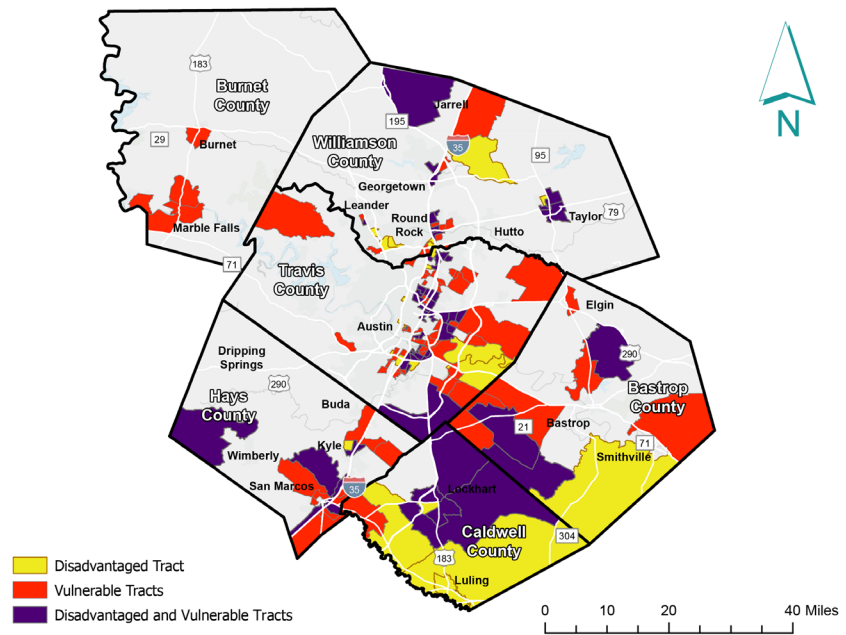 183
Burnet
County
Jarrell
195
35
N
29
Burnet
Williamson
County
95
Georgetown
Leander
Round
Rock
Hutto
Taylor
79
Marble Falls
71
Travis
County
Elgin
Austin
290
Dripping
Springs
290
Hays
County
Buda
Bastrop
County
21
Bastrop
71
Kyle
Wimberly
Smithville
San Marcos
35
Lockhart
Caldwell
County
304
183
Luling
Disadvantaged Tract
Vulnerable Tracts
Disadvantaged and Vulnerable Tracts
0 10 20 40 Miles